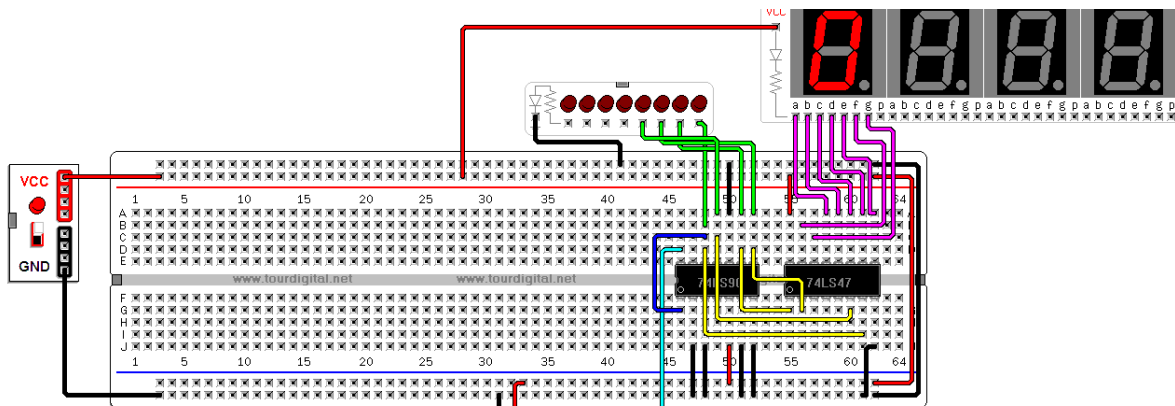 VCC
a b c d e f g p a b c d e f g p a b c d e f g p a b c d e f g p
VCC
GND
1 5 10 15 20 25 30 35 40 45 50 55 60 64
A
B
C
D
E
www.tourdigital.net www.tourdigital.net
74LS90 74LS47
F
G
H
I
J
1 5 10 15 20 25 30 35 40 45 50 55 60 64